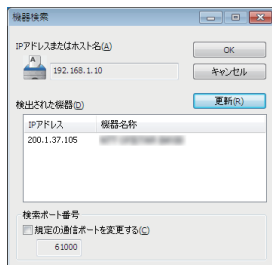 機器検索
IPアドレスまたはホスト名(A)
OK
A
192.168.1.10
キャンセル
検出された機器(D)
更新(R)
IPアドレス 機器名称
200.1.37.105
検索ポート番号
規定の通信ポートを変更する(C)
61000